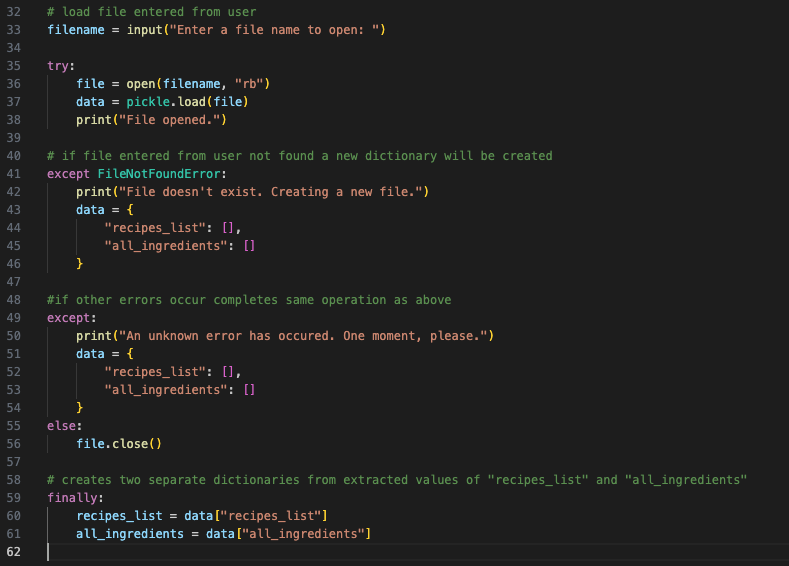 32 # load file entered from user
33 filename = input("Enter a file name to open: ")
34
35 try:
36     file = open(filename, "rb")
37     data = pickle.load(file)
38     print("File opened.")
39
40 # if file entered from user not found a new dictionary will be created
41 except FileNotFoundError:
42     print("File doesn't exist. Creating a new file.")
43     data = {
44         "recipes_list": [],
45         "all_ingredients": []
46     }
47
48 #if other errors occur completes same operation as above
49 except:
50     print("An unknown error has occured. One moment, please.")
51     data = {
52         "recipes_list": [],
53         "all_ingredients": []
54     }
55 else:
56     file.close()
57
58 # creates two separate dictionaries from extracted values of "recipes_list" and "all_ingredients"
59 finally:
60     recipes_list = data["recipes_list"]
61     all_ingredients = data["all_ingredients"]
62